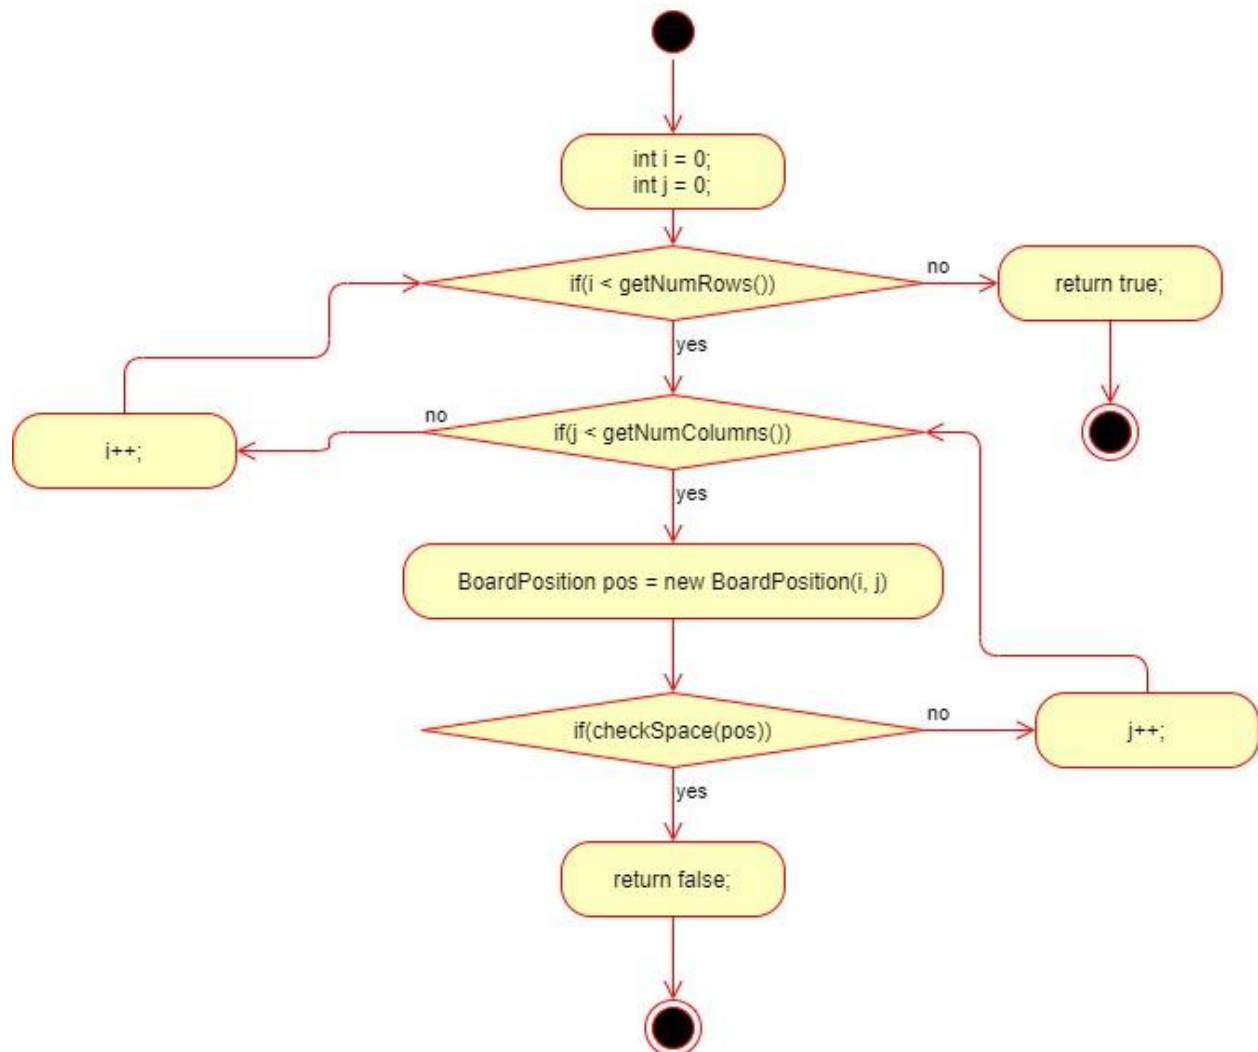 int i = 0;
int j = 0;
if(i < getNumRows())
no
return true;
yes
no
if(j < getNumColumns())
i++;
yes
BoardPosition pos = new BoardPosition(i, j)
if(checkSpace(pos))
no
j++;
yes
return false;